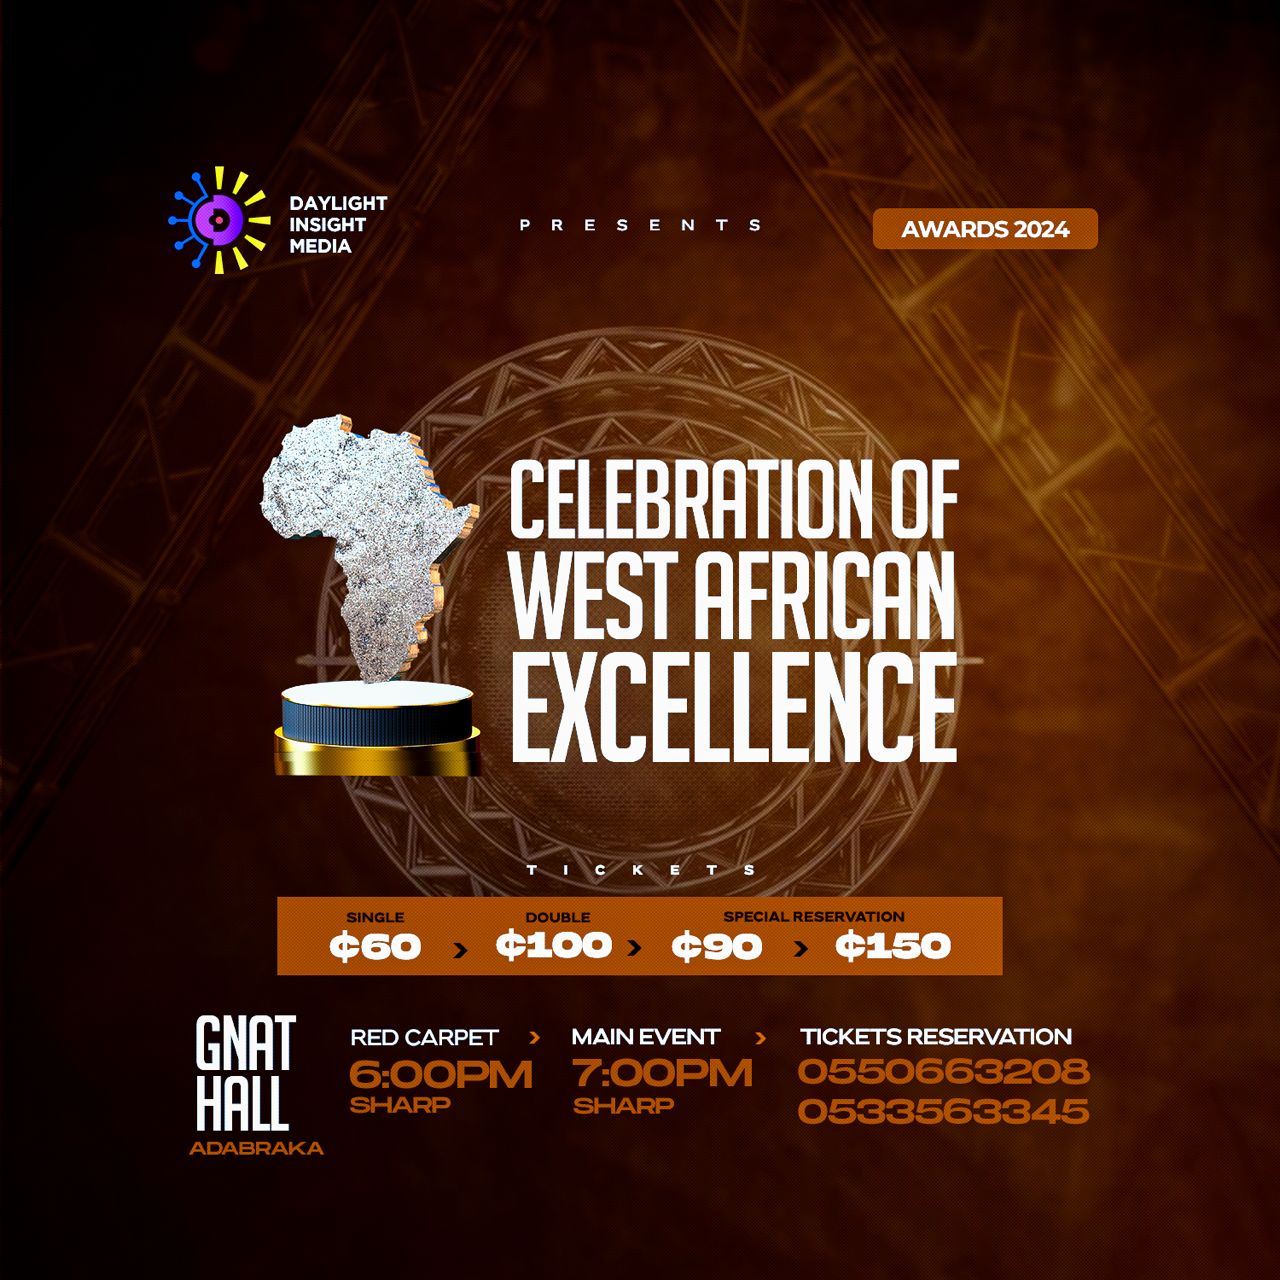 DAYLIGHT
INSIGHT
MEDIA
PRESENTS
AWARDS 2024
CELEBRATION OF
WEST AFRICAN
EXCELLENCE
TICKETS
SINGLE
₵60
DOUBLE
₵100
SPECIAL RESERVATION
₵90 > ₵150
GNAT
HALL
ADABRAKA
RED CARPET
6:00PM
SHARP
MAIN EVENT
7:00PM
SHARP
TICKETS RESERVATION
0550663208
0533563345